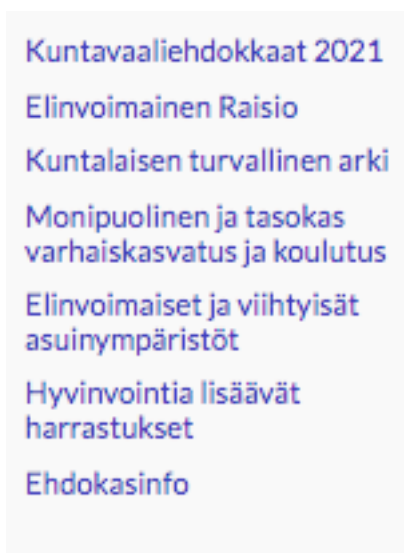 Kuntavaaliehdokkaat 2021
Elinvoimainen Raisio
Kuntalaisen turvallinen arki
Monipuolinen ja tasokas
varhaiskasvatus ja koulutus
Elinvoimaiset ja viihtyisät
asuinympäristöt
Hyvinvointia lisäävät
harrastukset
Ehdokasinfo